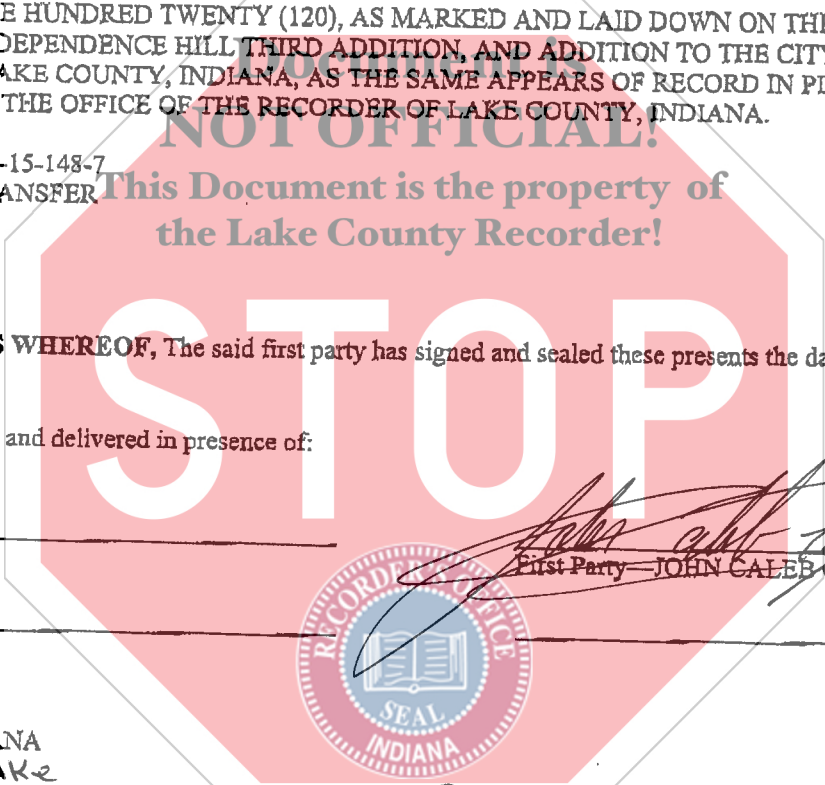 E HUNDRED TWENTY (120), AS MARKED AND LAID DOWN ON THE
DEPENDENCE HILL THIRD ADDITION, AND ADDITION TO THE CITY
AKE COUNTY, INDIANA, AS THE SAME APPEARS OF RECORD IN PL
THE OFFICE OF THE RECORDER OF LAKE COUNTY, INDIANA.
Document is
NOT OFFICIAL!
-15-148-7
ANSFER
This Document is the property of
the Lake County Recorder!
STOP
S WHEREOF, The said first party has signed and sealed these presents the da
and delivered in presence of:
First Party—JOHN CALEB
RECORDER'S OFFICE
SEAL
INDIANA
ANA
AKe